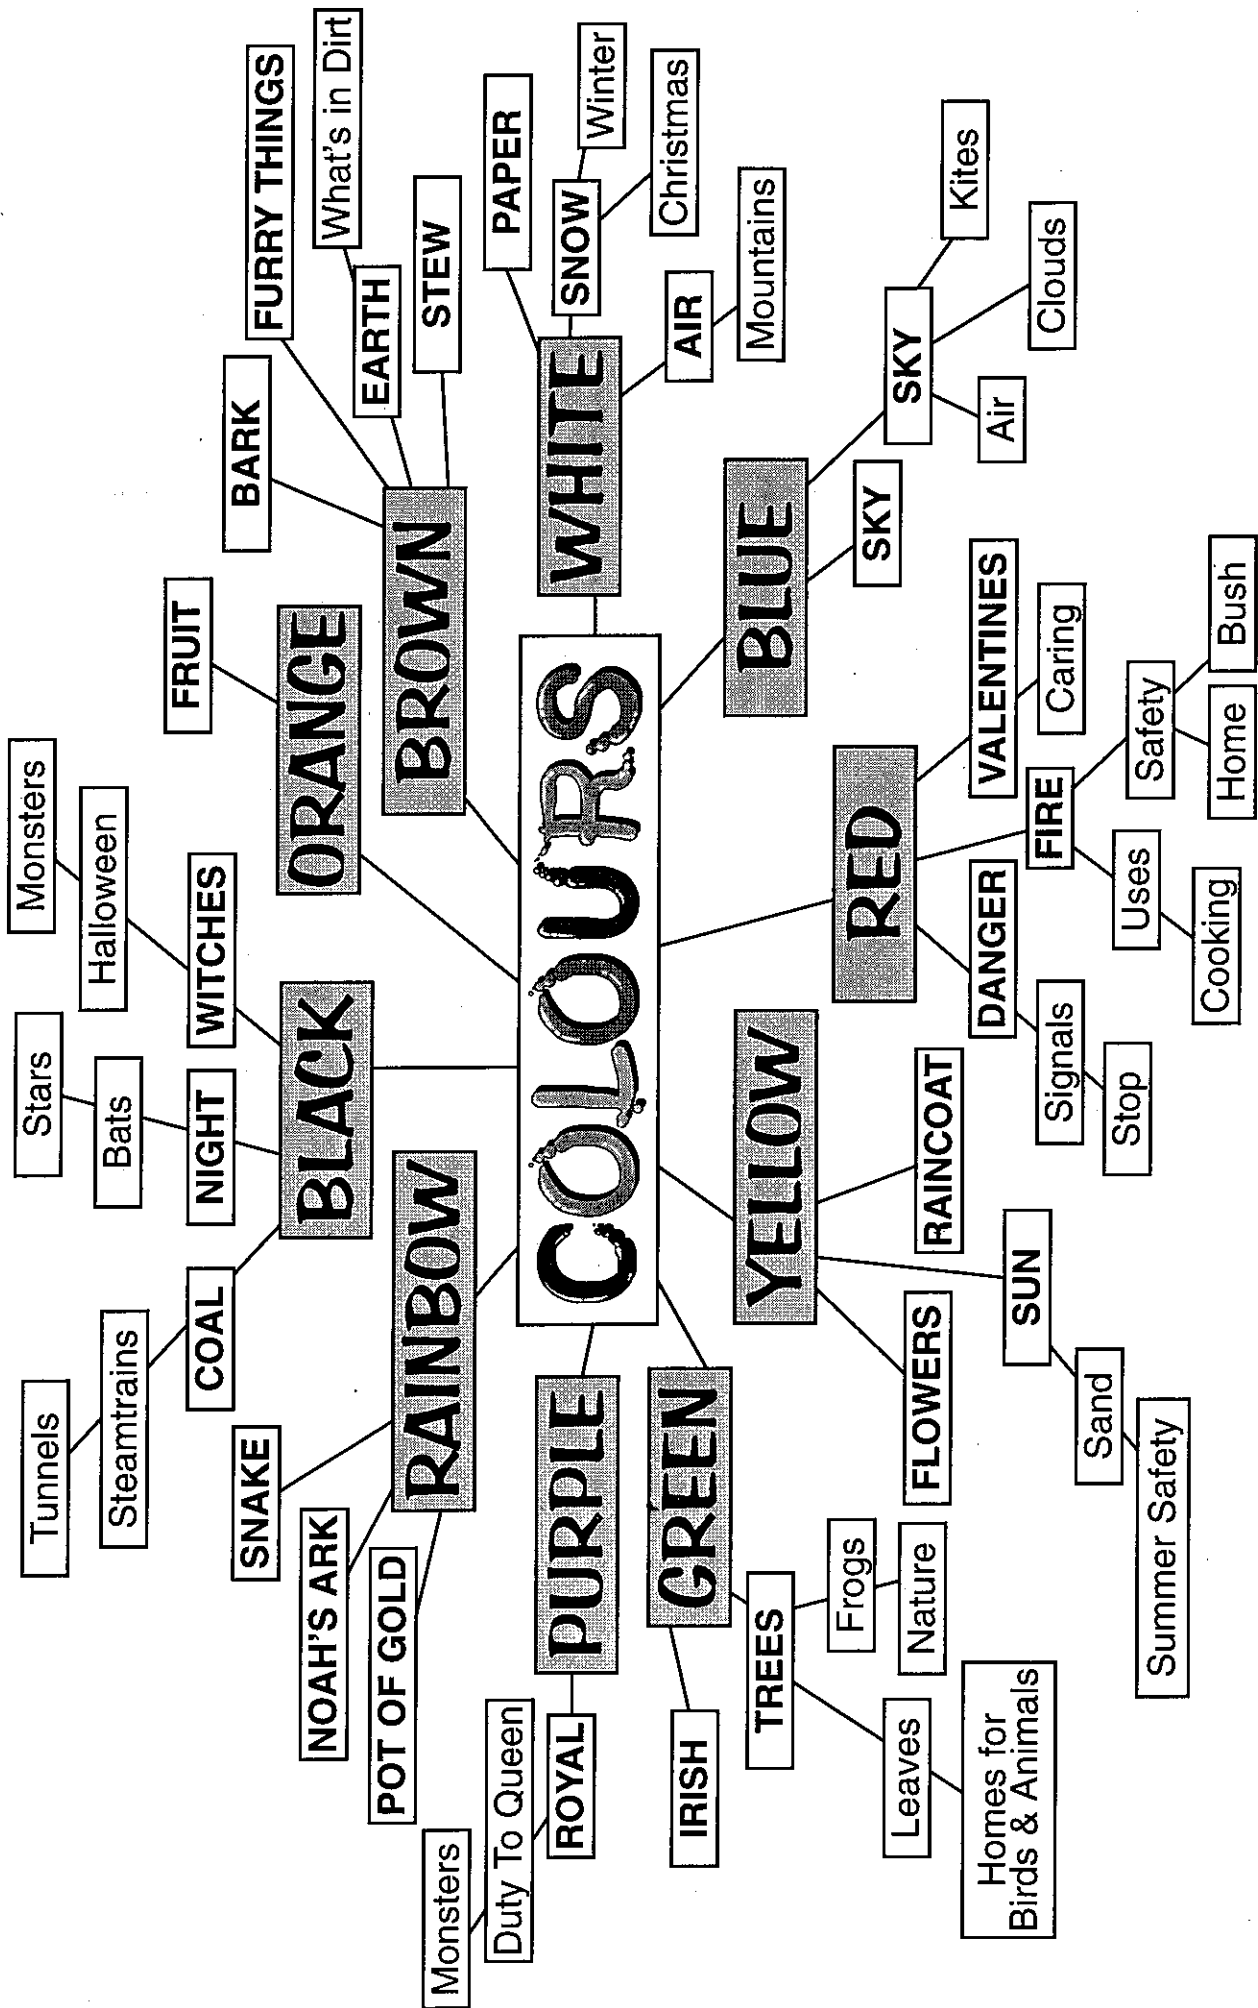 COLOURS
RAINBOW
SNAKE
NOAH'S ARK
POT OF GOLD
BLACK
COAL
Steamtrains
Tunnels
NIGHT
Bats
Stars
WITCHES
Halloween
Monsters
ORANGE
FRUIT
BROWN
BARK
FURRY THINGS
EARTH
What's in Dirt
STEW
WHITE
PAPER
SNOW
Winter
Christmas
AIR
Mountains
BLUE
SKY
SKY
Kites
Clouds
Air
RED
VALENTINES
Caring
FIRE
Safety
Bush
Home
Uses
Cooking
DANGER
Signals
Stop
YELLOW
RAINCOAT
SUN
Sand
Summer Safety
FLOWERS
GREEN
TREES
Frogs
Nature
Leaves
Homes for
Birds & Animals
IRISH
PURPLE
ROYAL
Duty To Queen
Monsters